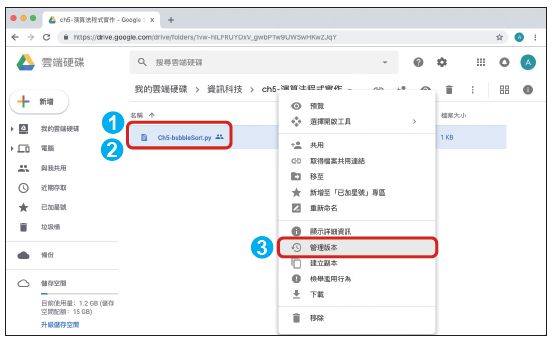 ch5-演算法程式實作 - Google
https://drive.google.com/drive/folders/
雲端硬碟
搜尋雲端硬碟
新增
我的雲端硬碟
電腦
與我共用
近期存取
已加星號
垃圾桶
備份
儲存空間
目前使用量：1.2 GB (儲存
空間配額：15 GB)
升級儲存空間
我的雲端硬碟 > 資訊科技 > ch5-演算法程式實作
名稱
檔案大小
1
2
Ch5-bubbleSort.py
1 KB
預覽
選擇開啟工具
共用
取得檔案共用連結
移至
新增至「已加星號」專區
重新命名
顯示詳細資訊
3
管理版本
建立副本
檢舉濫用行為
下載
移除